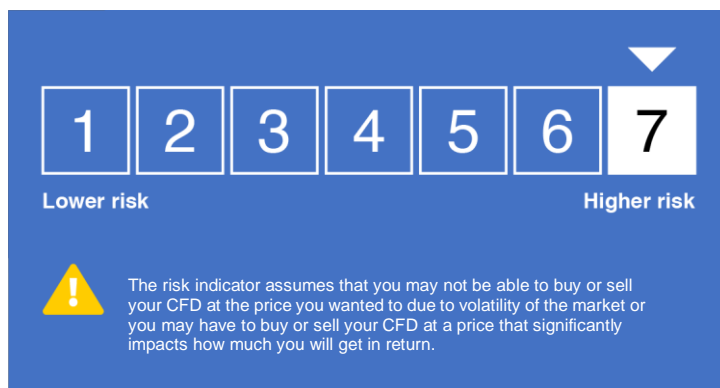 1 2 3 4 5 6 7
Lower risk Higher risk
The risk indicator assumes that you may not be able to buy or sell
your CFD at the price you wanted to due to volatility of the market or
you may have to buy or sell your CFD at a price that significantly
impacts how much you will get in return.